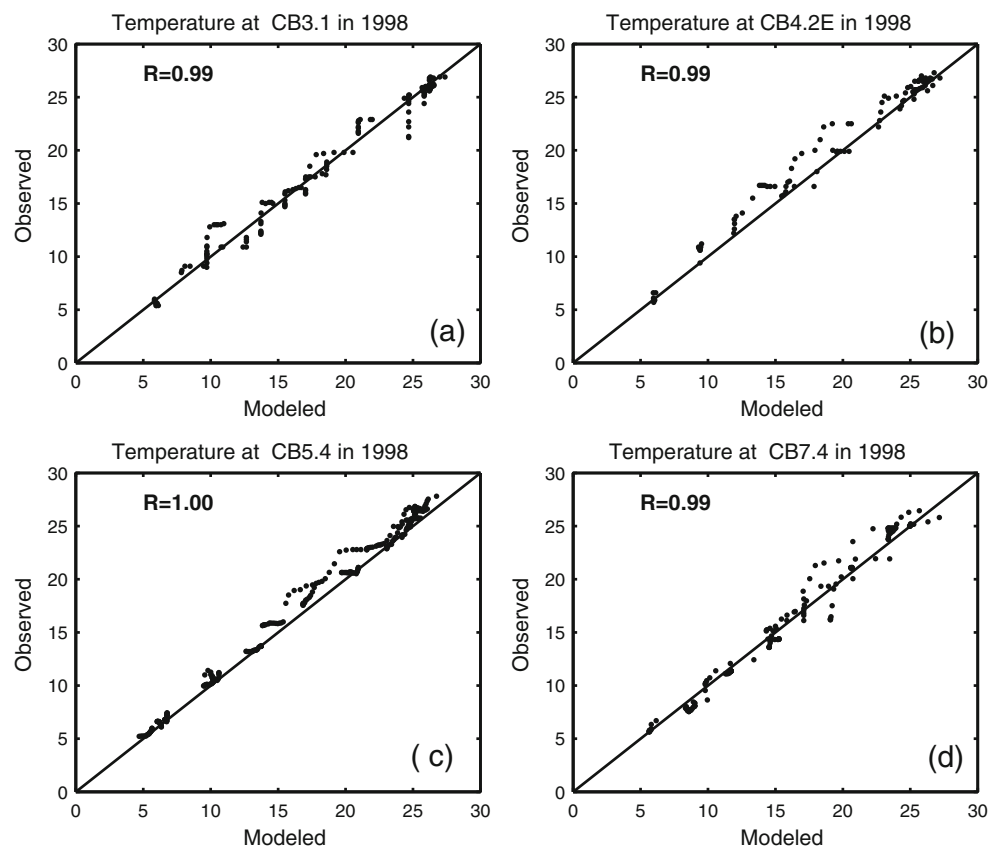 Temperature at CB3.1 in 1998
R=0.99
30
25
20
15
10
5
0
Observed
(a)
0 5 10 15 20 25 30
Modeled
Temperature at CB4.2E in 1998
R=0.99
30
25
20
15
10
5
0
Observed
(b)
0 5 10 15 20 25 30
Modeled
Temperature at CB5.4 in 1998
R=1.00
30
25
20
15
10
5
0
Observed
( c)
0 5 10 15 20 25 30
Modeled
Temperature at CB7.4 in 1998
R=0.99
30
25
20
15
10
5
0
Observed
(d)
0 5 10 15 20 25 30
Modeled